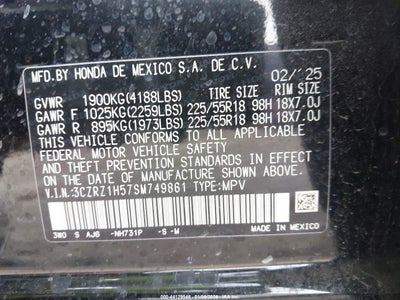 MFD.BY HONDA DE MEXICO S.A. DE C.V. 02/'25
GVWR 1900KG(4188LBS) TIRE SIZE RIM SIZE
GAWR F 1025KG(2259LBS) 225/55R18 98H 18X7.0J
GAWR R 895KG(1973LBS) 225/55R18 98H 18X7.0J
THIS VEHICLE CONFORMS TO ALL APPLICABLE
FEDERAL MOTOR VEHICLE SAFETY
AND THEFT PREVENTION STANDARDS IN EFFECT ON THE
DATE OF MANUFACTURE SHOWN ABOVE.
V.I.N.:3CZRZ1H57SM749861 TYPE:MPV
3W0 S AJ6 -NH731P -S -M MADE IN MEXICO